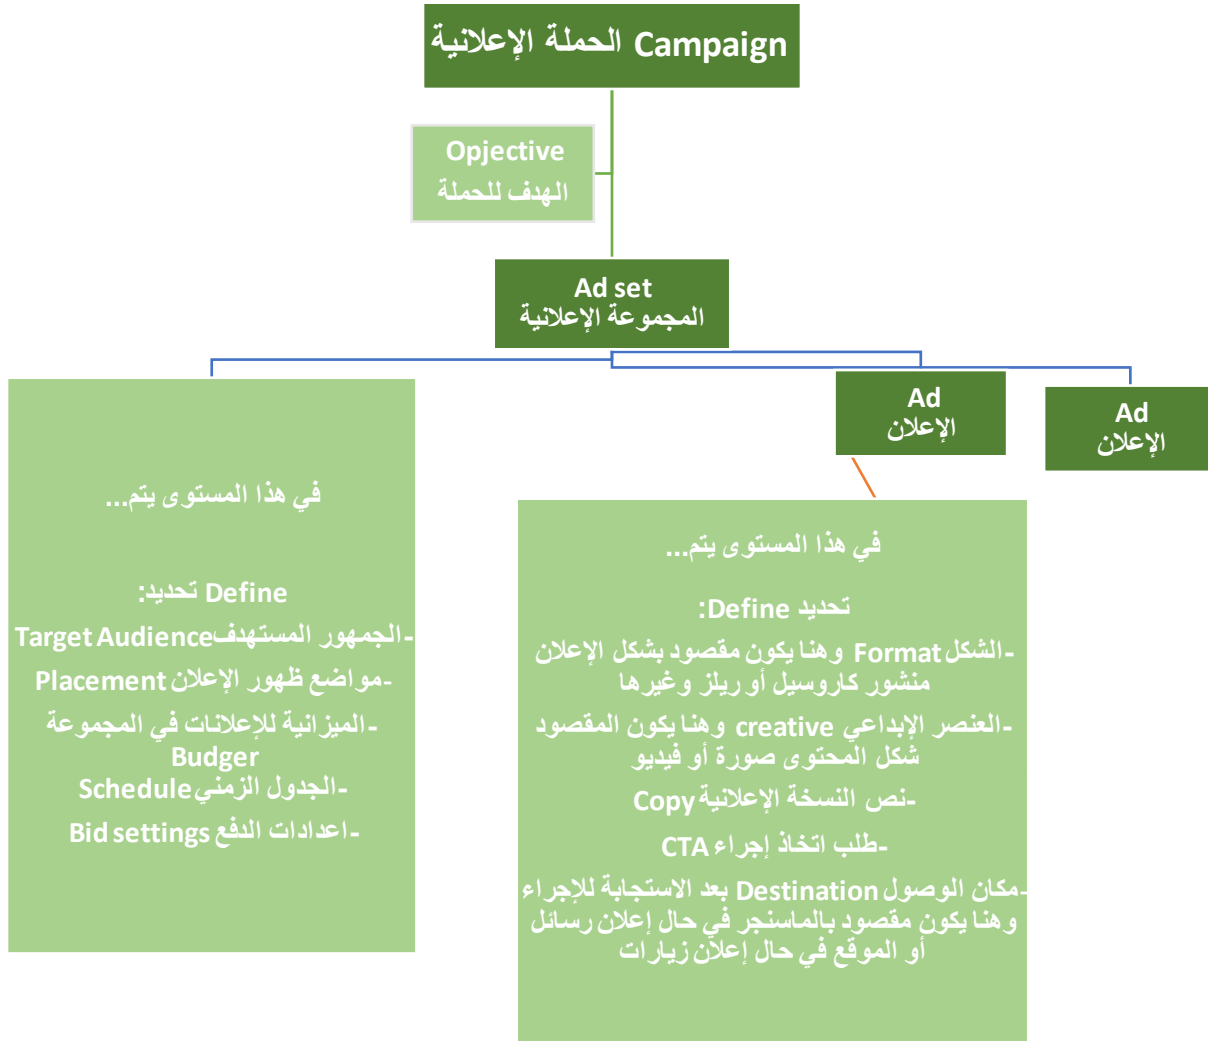 الحملة الإعلانية Campaign
Opjective
الهدف للحملة
Ad set
المجموعة الإعلانية
Ad
الإعلان
Ad
الإعلان
في هذا المستوى يتم...
Define تحديد:
-الجمهور المستهدفTarget Audience
-مواضع ظهور الإعلان Placement
-الميزانية للإعلانات في المجموعة
Budger
-الجدول الزمنيSchedule
-اعدادات الدفع Bid settings
في هذا المستوى يتم...
تحديد Define:
-الشكل Format وهنا يكون مقصود بشكل الإعلان
منشور كاروسيل أو ريلز وغيرها
-العنصر الإبداعي creative وهنا يكون المقصود
شكل المحتوى صورة أو فيديو
-نص النسخة الإعلانية Copy
-طلب اتخاذ إجراء CTA
-مكان الوصول Destination بعد الاستجابة للإجراء
وهنا يكون مقصود بالماسنجر في حال إعلان رسائل
أو الموقع في حال إعلان زيارات